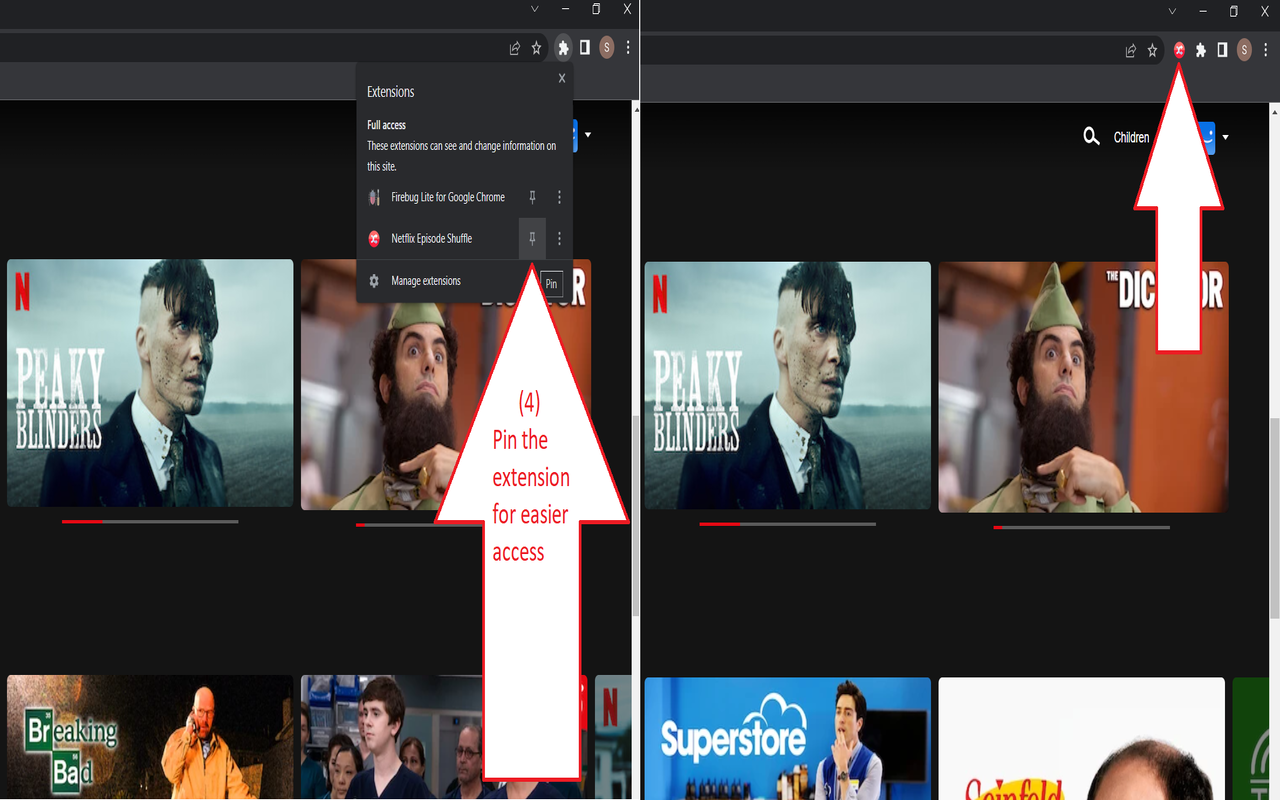 S
Extensions
Full access
These extensions can see and change information on
this site.
Firebug Lite for Google Chrome
Netflix Episode Shuffle
Manage extensions
Pin
N
PEAKY
BLINDERS
(4)
Pin the
extension
for easier
access
Breaking
Bad
N
S
Children
N
PEAKY
BLINDERS
THE DIC OR
Superstore
Seinfeld